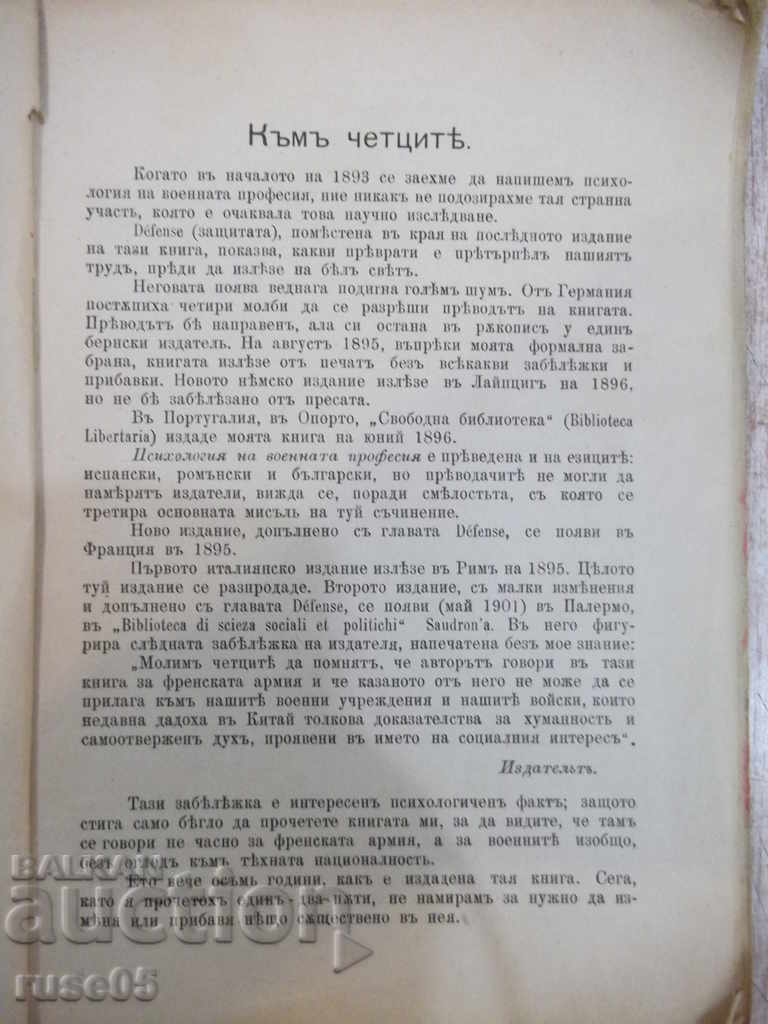 Къмъ четцитѣ.
Когато въ началото на 1893 се заехме да напишемъ психо-
логия на военната професия, ние никакъ не подозирахме тая странна
участь, която е очаквала това научно изслѣдване.
Défense (защитата), помѣстена въ края на послѣдното издание
на тази книга, показва, какви прѣврати е прѣтърпѣлъ нашиятъ
трудъ, прѣди да излѣзе на бѣлъ свѣтъ.
Неговата поява веднага подигна голѣмъ шумъ. Отъ Германия
постѫпиха четири молби да се разрѣши прѣводътъ на книгата.
Прѣводътъ бѣ направенъ, ала си остана въ рѫкописъ у единъ
бернски издатель. На августъ 1895, въпрѣки моята формална за-
брана, книгата излѣзе отъ печатъ безъ всѣкакви забѣлѣжки и
прибавки. Новото нѣмско издание излѣзе въ Лайпцигъ на 1896,
но не бѣ забѣлѣзано отъ пресата.
Въ Португалия, въ Опорто, „Свободна библиотека“ (Biblioteca
Libertaria) издаде моята книга на юний 1896.
Психология на военната професия е прѣведена и на езицитѣ:
испански, ромънски и български, но прѣводачитѣ не могли да
намѣрятъ издатели, вижда се, поради смѣлостьта, съ която се
третира основната мисъль на туй съчинение.
Ново издание, допълнено съ главата Défense, се появи въ
Франция въ 1895.
Първото италиянско издание излѣзе въ Римъ на 1895. Цѣлото
туй издание се разпродаде. Второто издание, съ малки измѣнения
и допълнено съ главата Défense, се появи (май 1901) въ Палермо,
въ „Biblioteca di scieza sociali et politichi“ Saudron'a. Въ него фигу-
рира слѣдната забѣлѣжка на издателя, напечатена безъ мое знание:
„Молимъ четцитѣ да помнятъ, че авторътъ говори въ тази
книга за френската армия и че казаното отъ него не може да се
прилага къмъ нашитѣ военни учреждения и нашитѣ войски, които
недавна дадоха въ Китай толкова доказателства за хуманность и
самоотверженъ духъ, проявени въ името на социалния интересъ“.
Издательтъ.
Тази забѣлѣжка е интересенъ психологиченъ фактъ; защото
стига само бѣгло да прочетете книгата ми, за да видите, че тамъ
се говори не часно за френската армия, а за военнитѣ изобщо,
безъ огледъ къмъ тѣхната националность.
Ето вече осъмь години, какъ е издадена тая книга. Сега,
като я прочетохъ единъ-два пѫти, не намирамъ за нужно да из-
мѣня или прибавя нѣщо сѫществено въ нея.
BALKAN
auction
ruse05